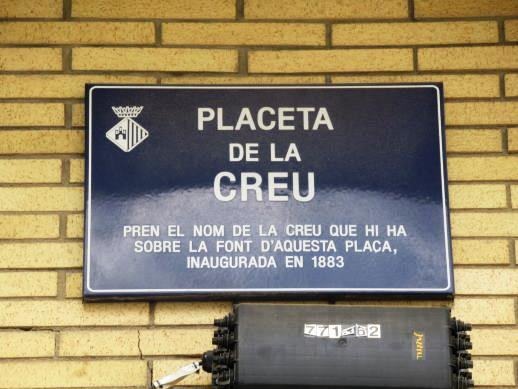 PLACETA
DE LA
CREU
PREN EL NOM DE LA CREU QUE HI HA
SOBRE LA FONT D'AQUESTA PLAÇA,
INAUGURADA EN 1883